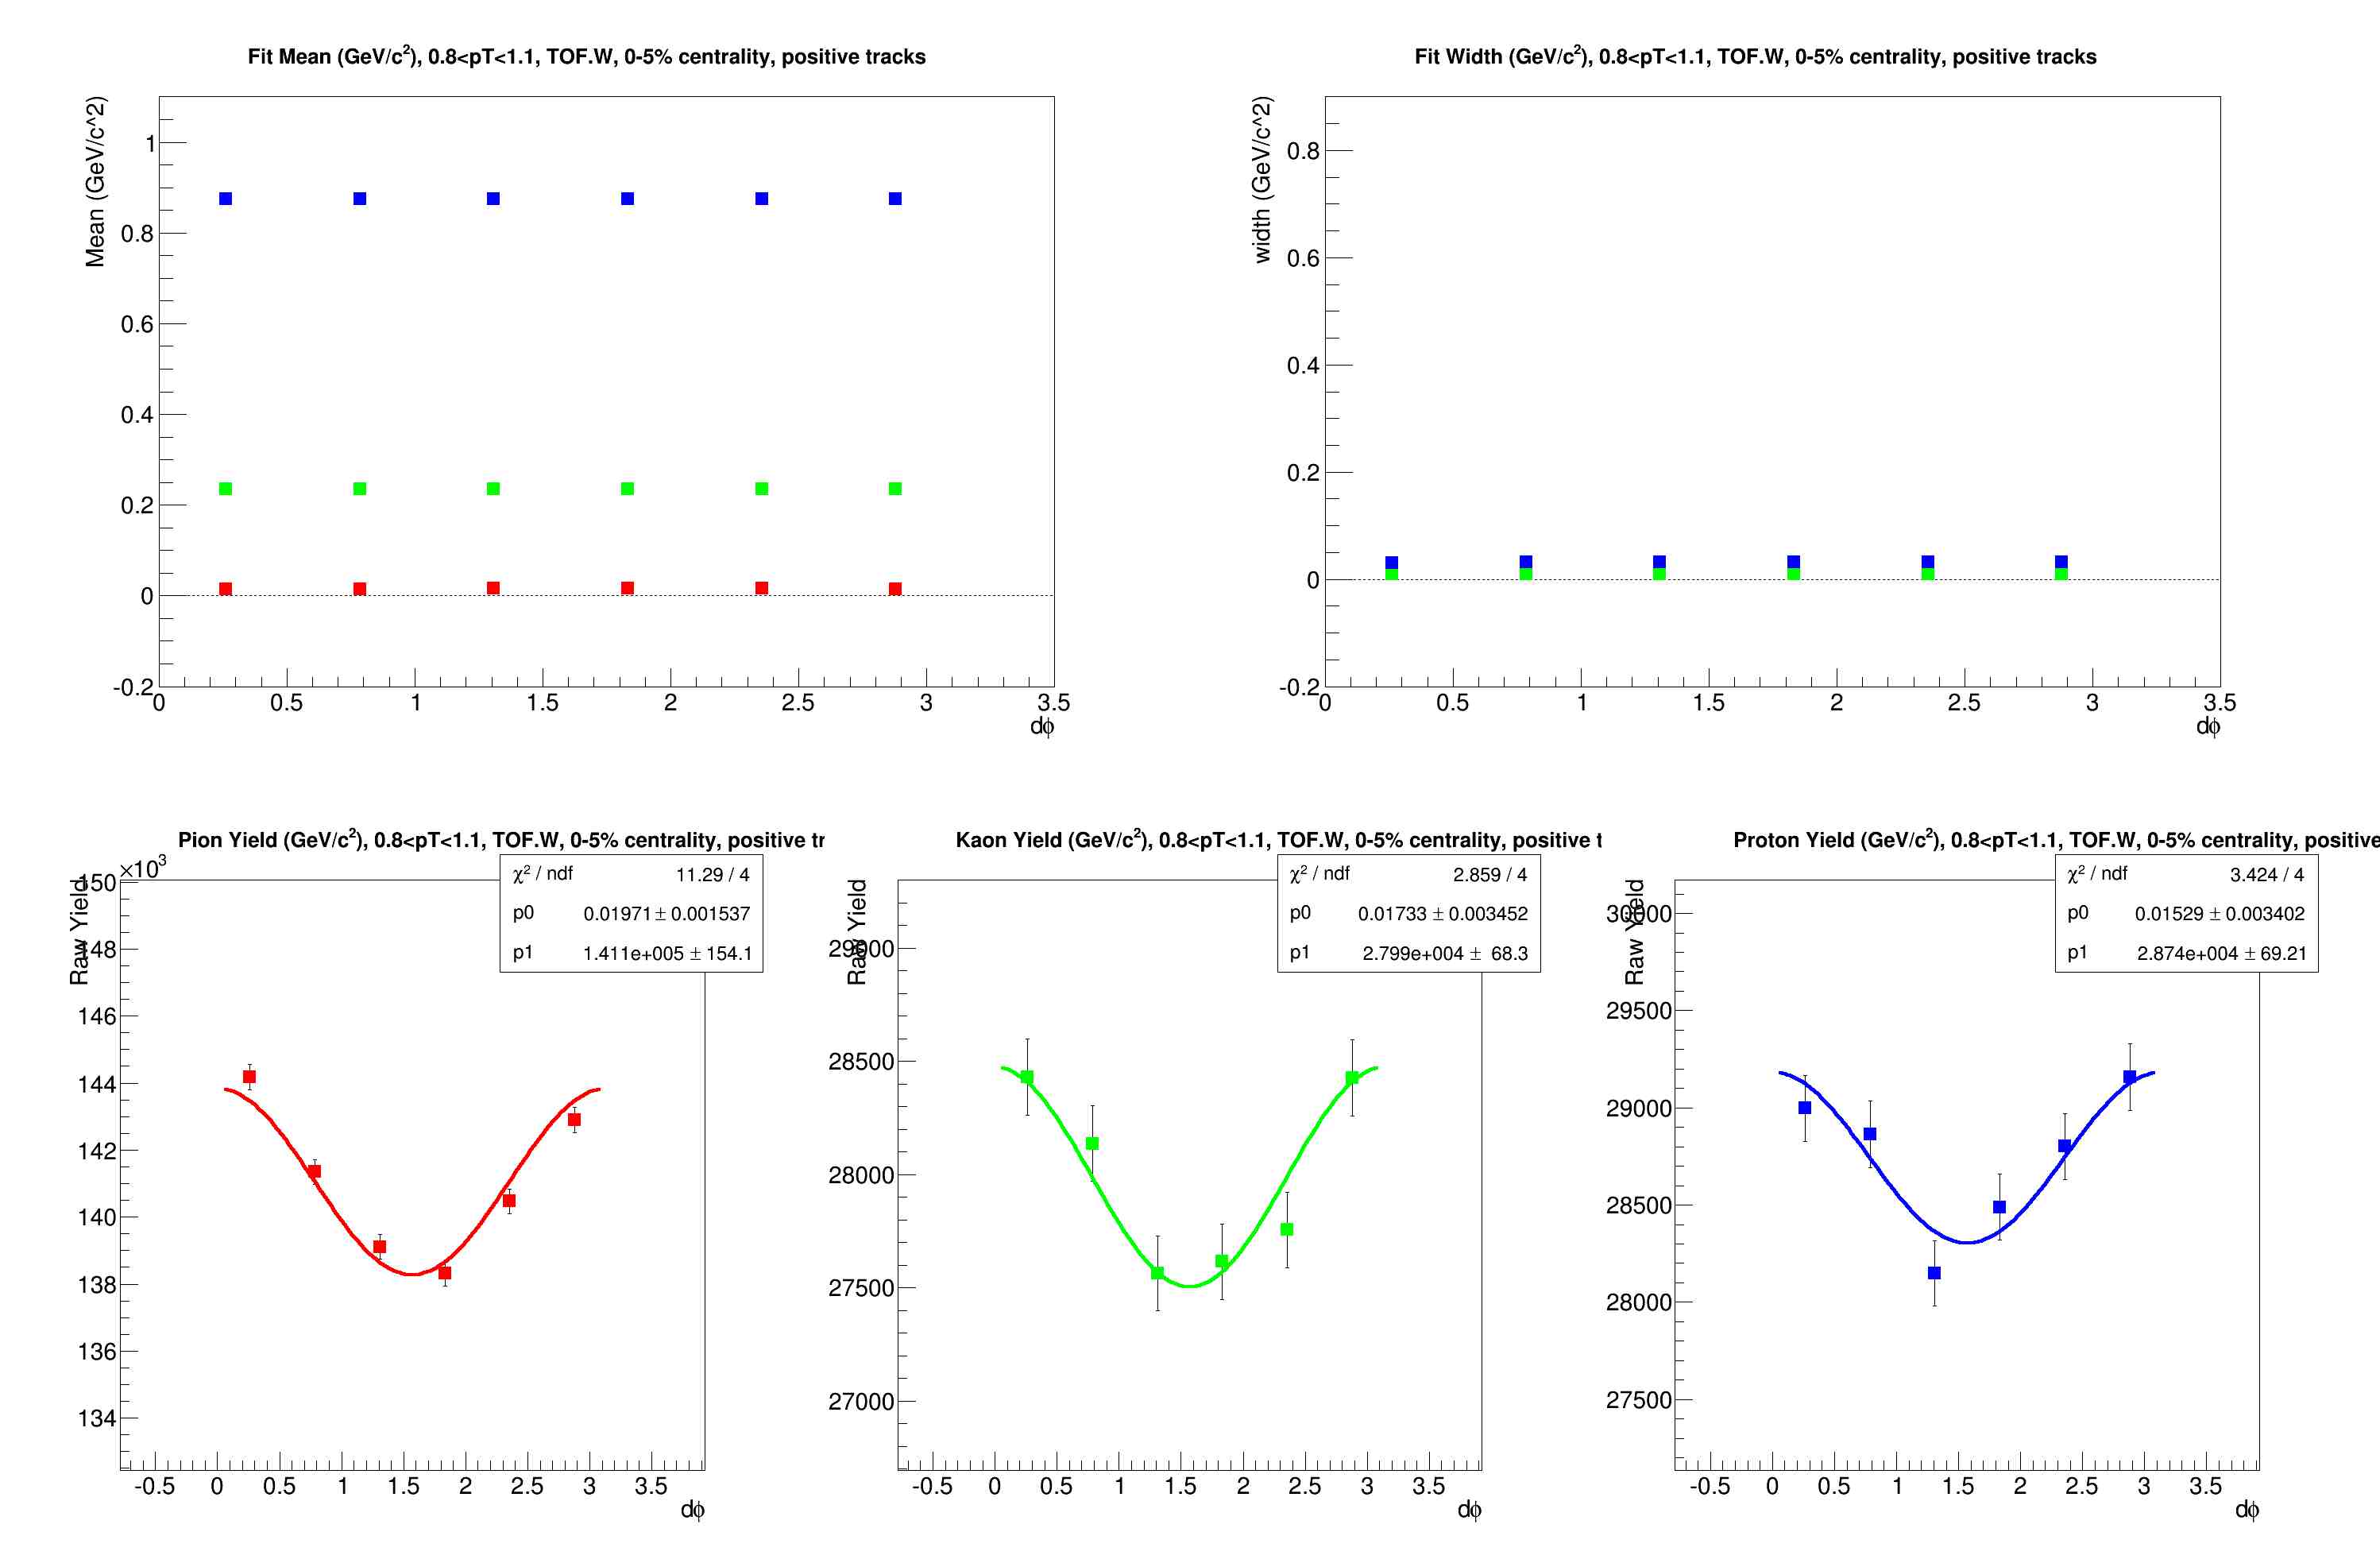 Fit Mean (GeV/c²), 0.8<pT<1.1, TOF.W, 0-5% centrality, positive tracks
Mean (GeV/c^2)
1
0.8
0.6
0.4
0.2
0
-0.2
0 0.5 1 1.5 2 2.5 3 3.5
dϕ
Fit Width (GeV/c²), 0.8<pT<1.1, TOF.W, 0-5% centrality, positive tracks
width (GeV/c^2)
0.8
0.6
0.4
0.2
0
-0.2
0 0.5 1 1.5 2 2.5 3 3.5
dϕ
Pion Yield (GeV/c²), 0.8<pT<1.1, TOF.W, 0-5% centrality, positive tr
×10³
Raw Yield
χ² / ndf 11.29 / 4
p0 0.01971 ± 0.001537
p1 1.411e+005 ± 154.1
150
148
146
144
142
140
138
136
134
-0.5 0 0.5 1 1.5 2 2.5 3 3.5
dϕ
Kaon Yield (GeV/c²), 0.8<pT<1.1, TOF.W, 0-5% centrality, positive t
Raw Yield
χ² / ndf 2.859 / 4
p0 0.01733 ± 0.003452
p1 2.799e+004 ± 68.3
29000
28500
28000
27500
27000
-0.5 0 0.5 1 1.5 2 2.5 3 3.5
dϕ
Proton Yield (GeV/c²), 0.8<pT<1.1, TOF.W, 0-5% centrality, positive
Raw Yield
χ² / ndf 3.424 / 4
p0 0.01529 ± 0.003402
p1 2.874e+004 ± 69.21
30000
29500
29000
28500
28000
27500
-0.5 0 0.5 1 1.5 2 2.5 3 3.5
dϕ